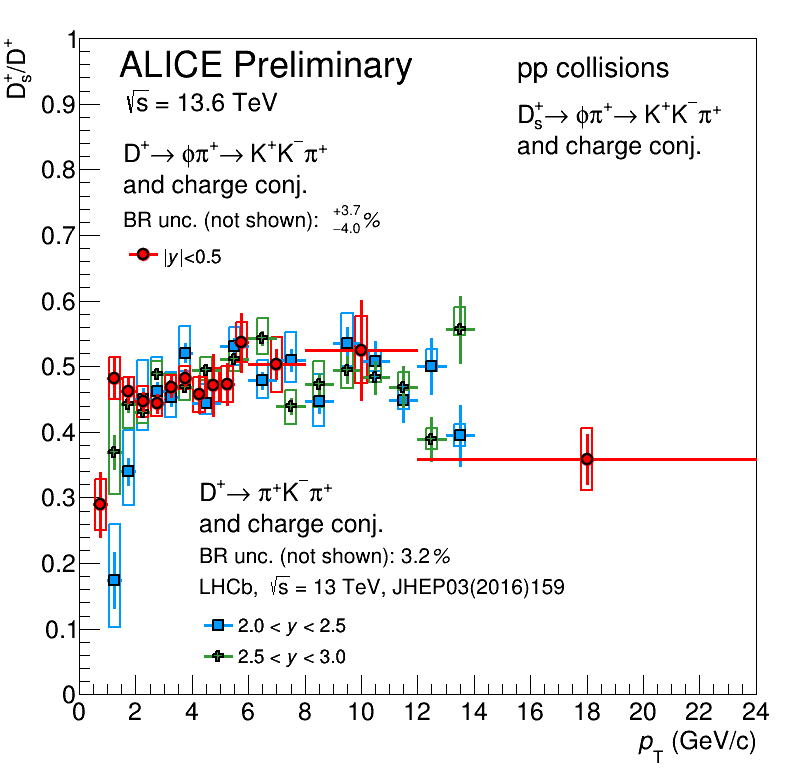 D_s^+/D^+
1
0.9
0.8
0.7
0.6
0.5
0.4
0.3
0.2
0.1
0
ALICE Preliminary
√s = 13.6 TeV
D^+→ ϕπ^+→ K^+K^−π^+
and charge conj.
BR unc. (not shown): +3.7 −4.0 %
|y|<0.5
pp collisions
D_s^+→ ϕπ^+→ K^+K^−π^+
and charge conj.
D^+→ π^+K^−π^+
and charge conj.
BR unc. (not shown): 3.2%
LHCb, √s = 13 TeV, JHEP03(2016)159
2.0 < y < 2.5
2.5 < y < 3.0
0 2 4 6 8 10 12 14 16 18 20 22 24
p_T (GeV/c)